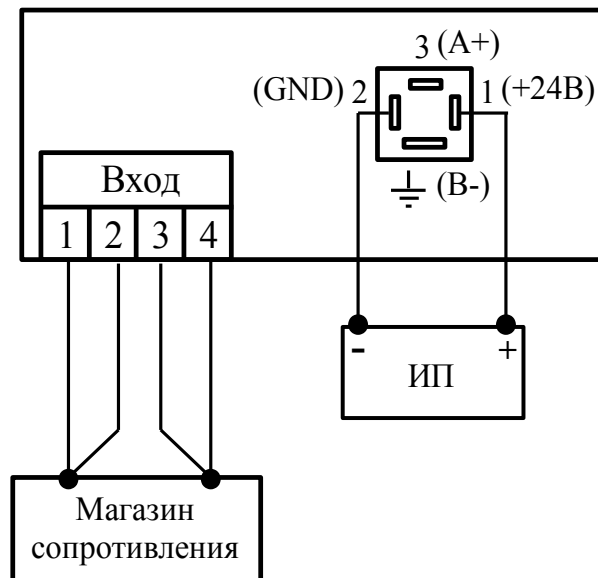 3 (A+)
(GND) 2
1 (+24В)
(B-)
Вход
1 2 3 4
- +
ИП
Магазин
сопротивления